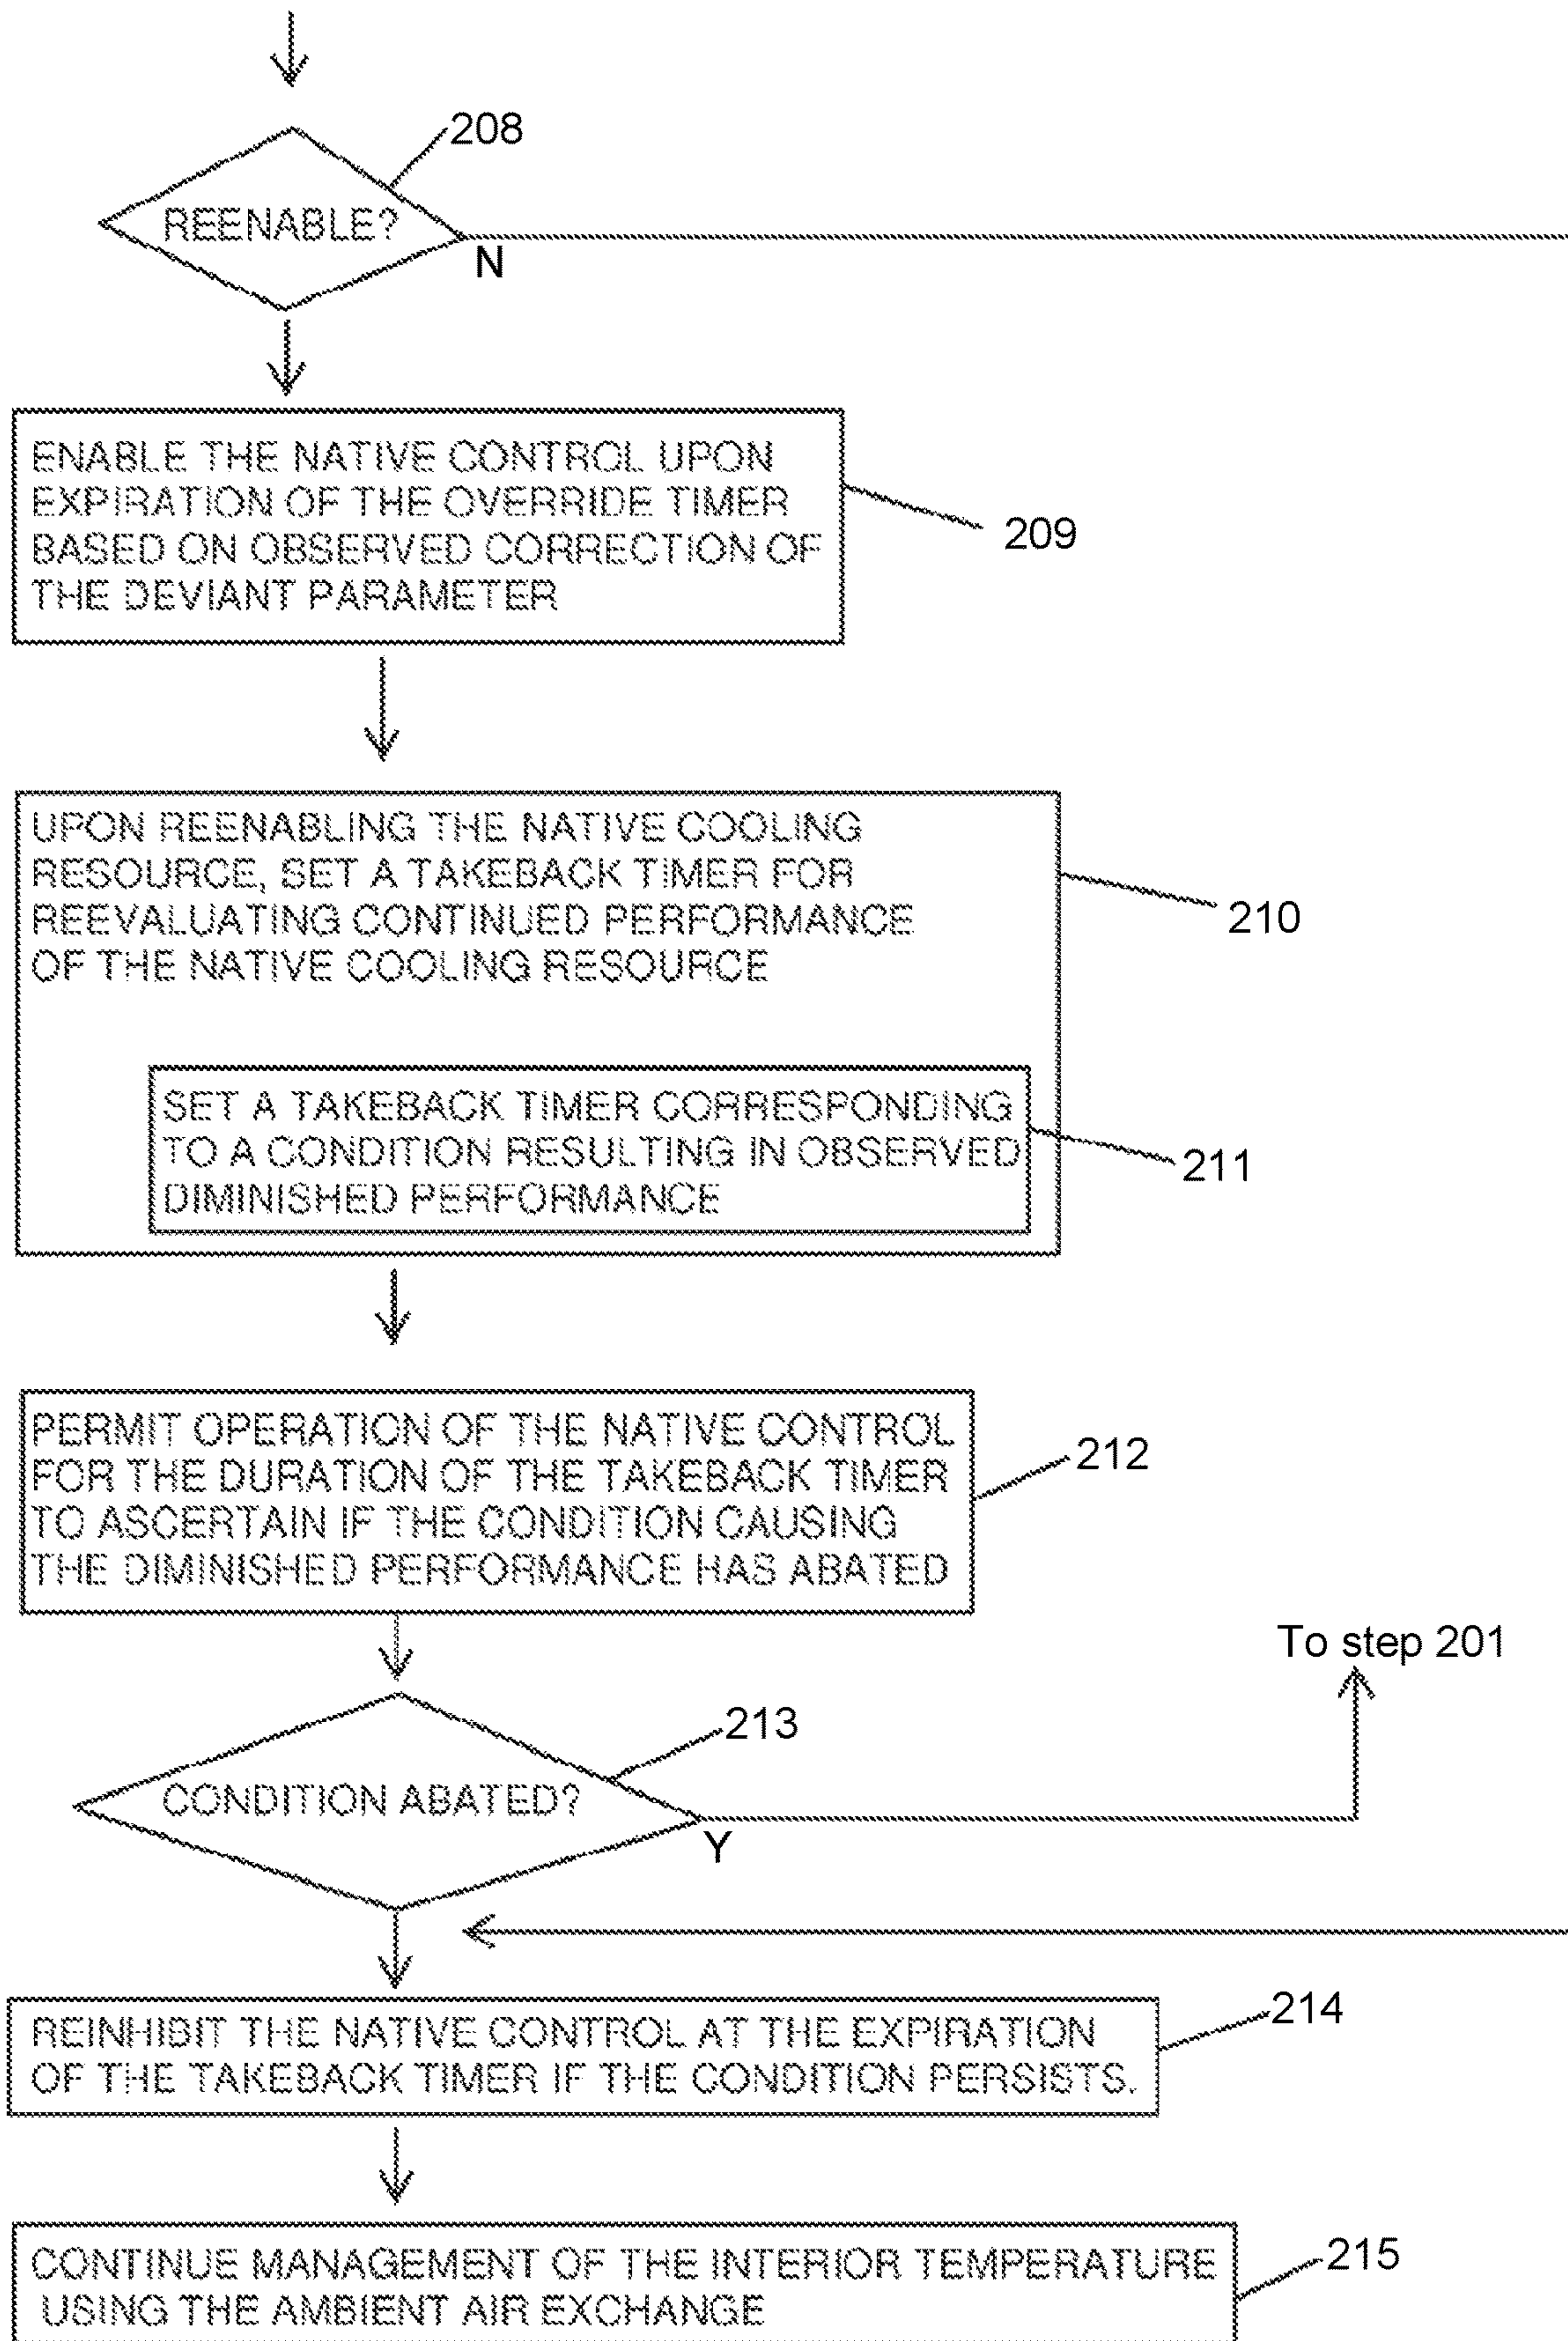 208
REENABLE?
N
ENABLE THE NATIVE CONTROL UPON
EXPIRATION OF THE OVERRIDE TIMER
BASED ON OBSERVED CORRECTION OF
THE DEVIANT PARAMETER
209
UPON REENABLING THE NATIVE COOLING
RESOURCE, SET A TAKEBACK TIMER FOR
REEVALUATING CONTINUED PERFORMANCE
OF THE NATIVE COOLING RESOURCE
210
SET A TAKEBACK TIMER CORRESPONDING
TO A CONDITION RESULTING IN OBSERVED
DIMINISHED PERFORMANCE
211
PERMIT OPERATION OF THE NATIVE CONTROL
FOR THE DURATION OF THE TAKEBACK TIMER
TO ASCERTAIN IF THE CONDITION CAUSING
THE DIMINISHED PERFORMANCE HAS ABATED
212
To step 201
213
CONDITION ABATED?
Y
REINHIBIT THE NATIVE CONTROL AT THE EXPIRATION
OF THE TAKEBACK TIMER IF THE CONDITION PERSISTS.
214
CONTINUE MANAGEMENT OF THE INTERIOR TEMPERATURE
USING THE AMBIENT AIR EXCHANGE
215